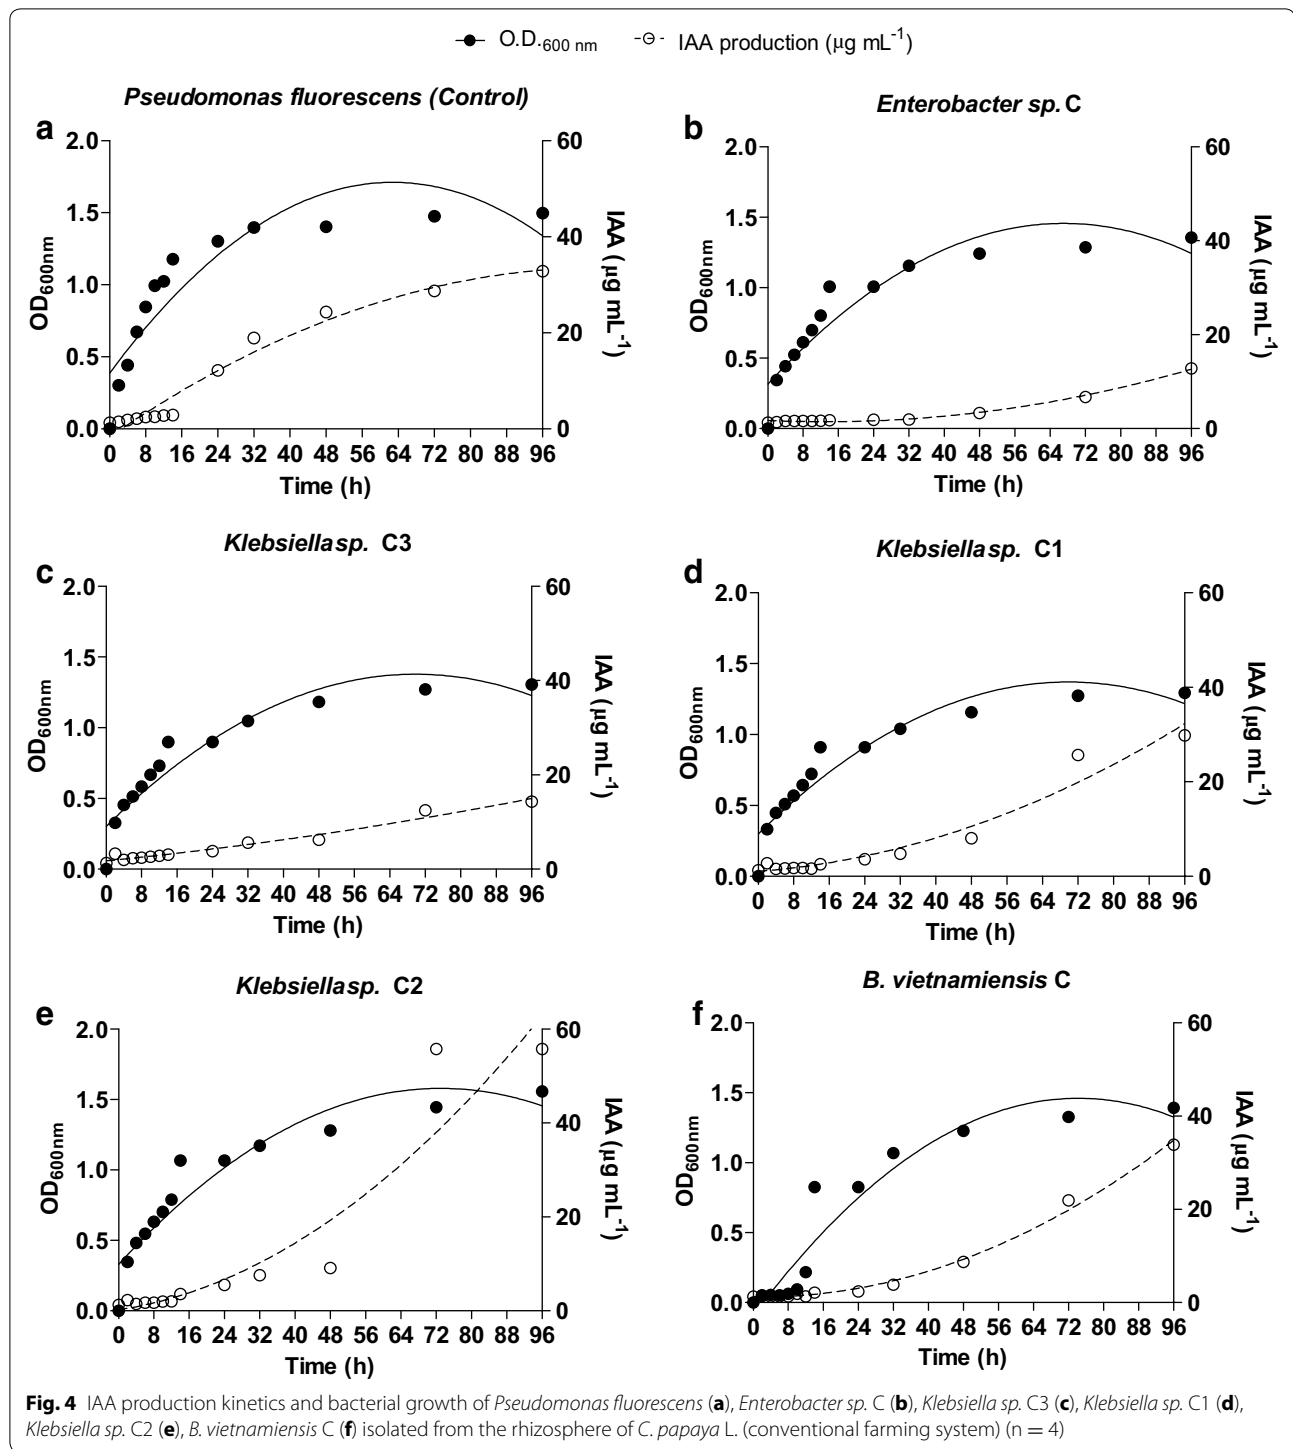 O.D.600 nm IAA production (µg mL-1)
Pseudomonas fluorescens (Control)
a
2.0
1.5
1.0
0.5
0.0
OD600nm
60
40
20
0
IAA (µg mL-1)
0 8 16 24 32 40 48 56 64 72 80 88 96
Time (h)
Enterobacter sp. C
b
2.0
1.5
1.0
0.5
0.0
OD600nm
60
40
20
0
IAA (µg mL-1)
0 8 16 24 32 40 48 56 64 72 80 88 96
Time (h)
Klebsiella sp. C3
c
2.0
1.5
1.0
0.5
0.0
OD600nm
60
40
20
0
IAA (µg mL-1)
0 8 16 24 32 40 48 56 64 72 80 88 96
Time (h)
Klebsiella sp. C1
d
2.0
1.5
1.0
0.5
0.0
OD600nm
60
40
20
0
IAA (µg mL-1)
0 8 16 24 32 40 48 56 64 72 80 88 96
Time (h)
Klebsiella sp. C2
e
2.0
1.5
1.0
0.5
0.0
OD600nm
60
40
20
0
IAA (µg mL-1)
0 8 16 24 32 40 48 56 64 72 80 88 96
Time (h)
B. vietnamiensis C
f
2.0
1.5
1.0
0.5
0.0
OD600nm
60
40
20
0
IAA (µg mL-1)
0 8 16 24 32 40 48 56 64 72 80 88 96
Time (h)
Fig. 4 IAA production kinetics and bacterial growth of Pseudomonas fluorescens (a), Enterobacter sp. C (b), Klebsiella sp. C3 (c), Klebsiella sp. C1 (d),
Klebsiella sp. C2 (e), B. vietnamiensis C (f) isolated from the rhizosphere of C. papaya L. (conventional farming system) (n = 4)